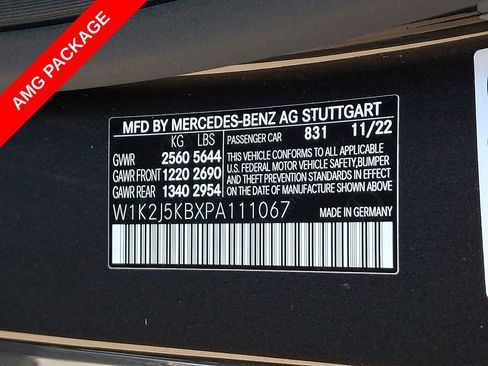 AMG PACKAGE
MFD BY MERCEDES-BENZ AG STUTTGART
KG LBS PASSENGER CAR 831 11/22
GVWR 2560 5644
GAWR FRONT 1220 2690
GAWR REAR 1340 2954
THIS VEHICLE CONFORMS TO ALL APPLICABLE
U.S. FEDERAL MOTOR VEHICLE SAFETY, BUMPER
AND THEFT PREVENTION STANDARDS IN EFFECT
ON THE DATE OF MANUFACTURE SHOWN ABOVE.
W1K2J5KBXPA111067 MADE IN GERMANY